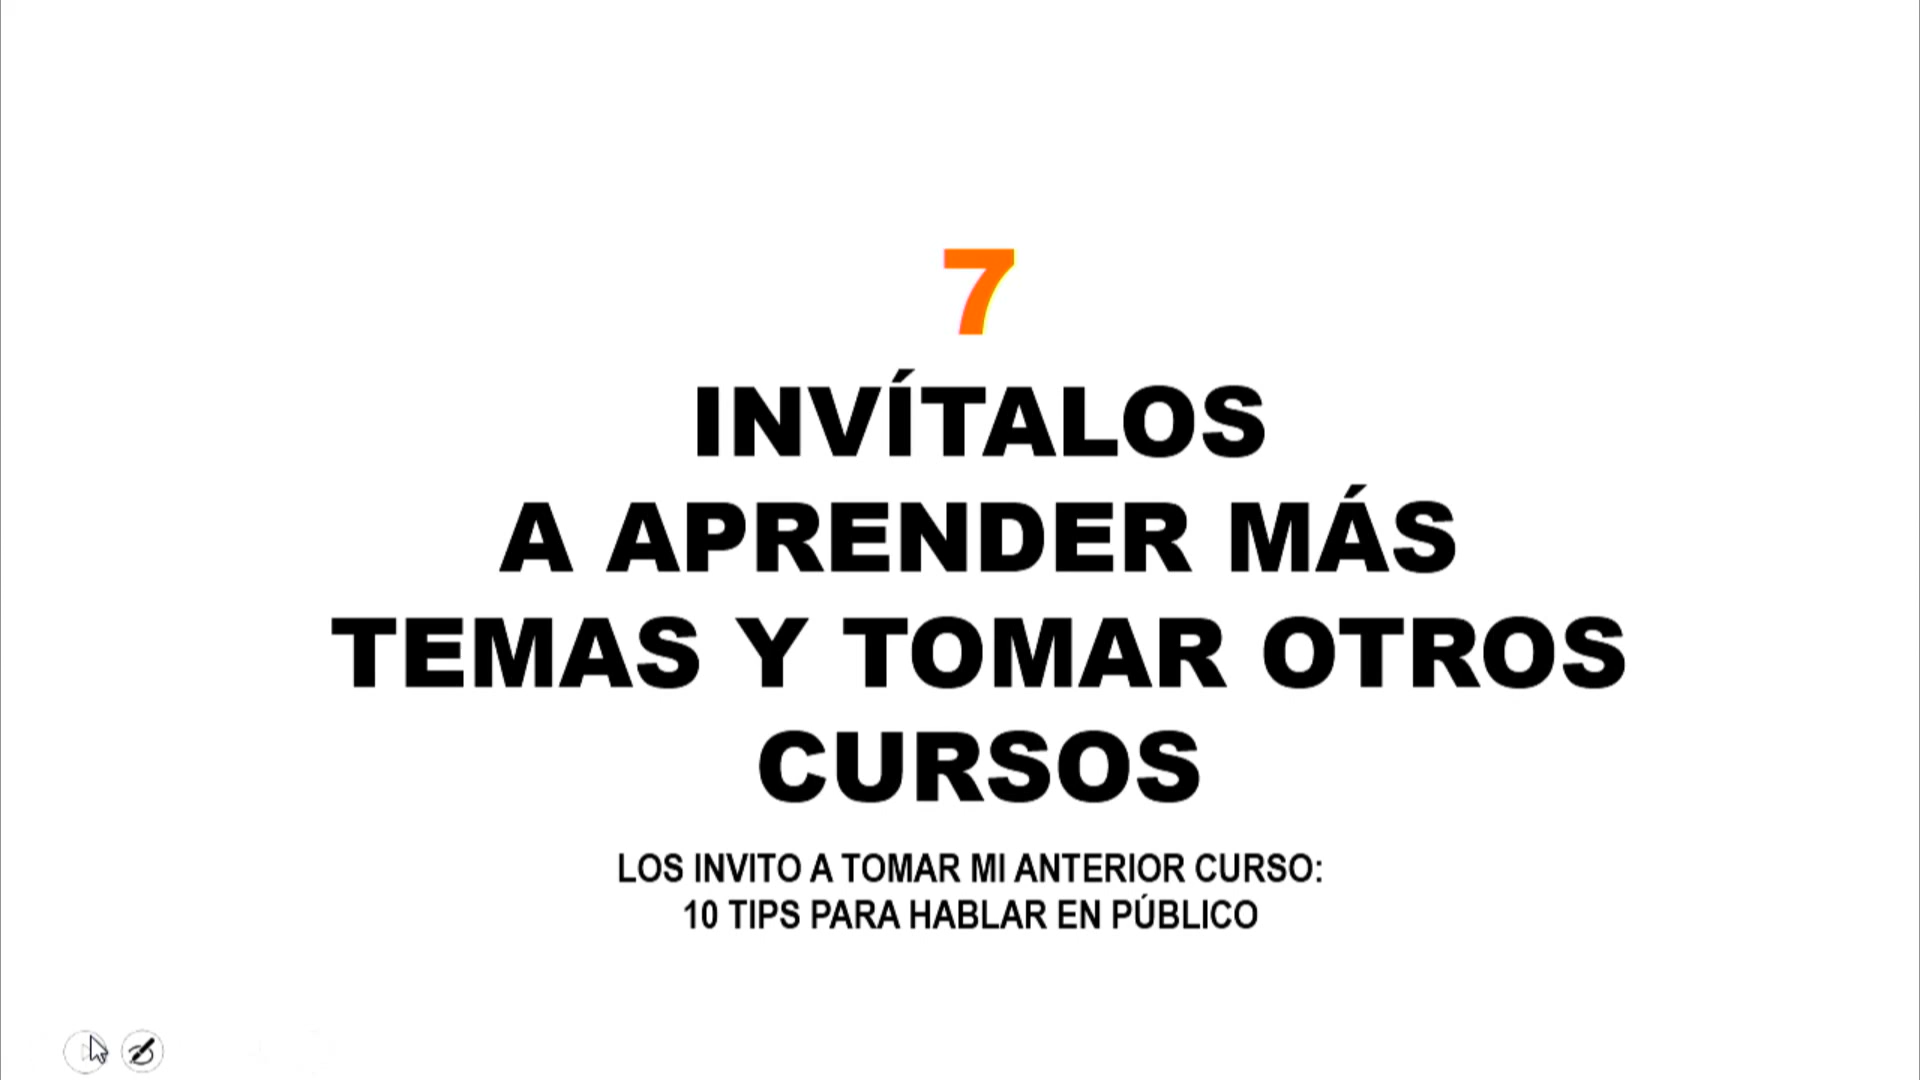 7
INVÍTALOS
A APRENDER MÁS
TEMAS Y TOMAR OTROS
CURSOS
LOS INVITO A TOMAR MI ANTERIOR CURSO:
10 TIPS PARA HABLAR EN PÚBLICO